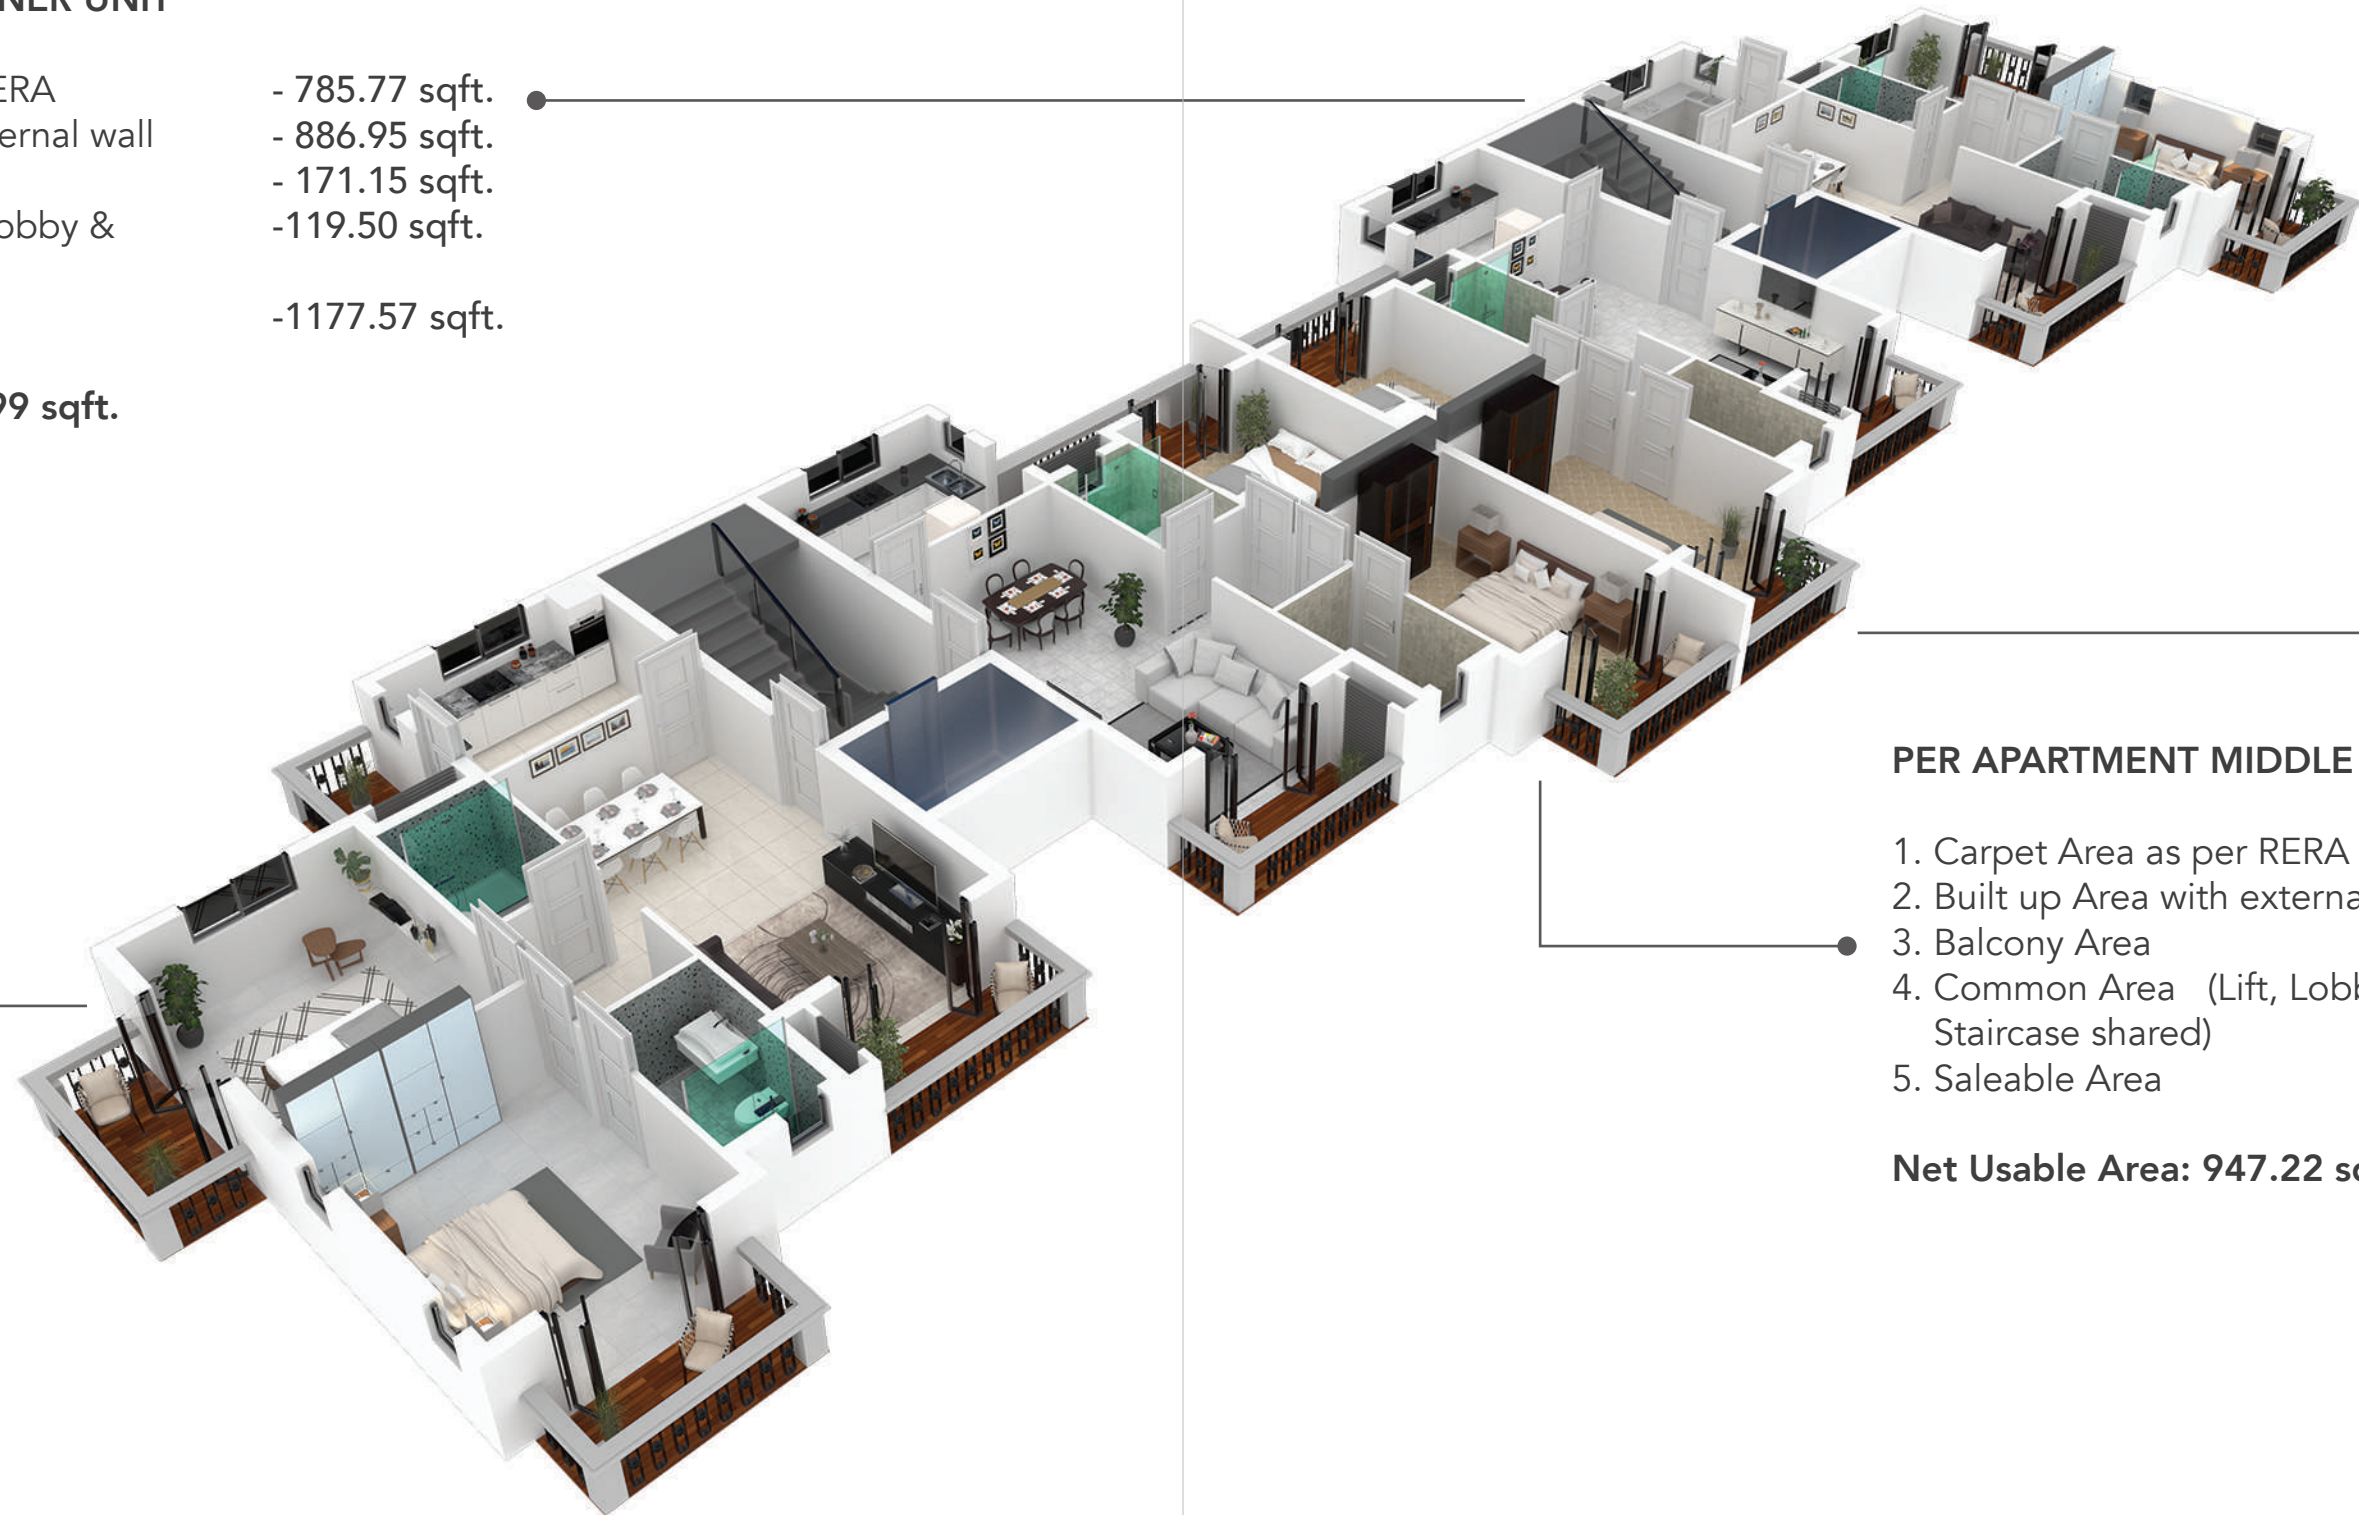 ERA - 785.77 sqft.
ernal wall - 886.95 sqft.
- 171.15 sqft.
obby & -119.50 sqft.
-1177.57 sqft.
99 sqft.
PER APARTMENT MIDDLE
1. Carpet Area as per RERA
2. Built up Area with externa
3. Balcony Area
4. Common Area (Lift, Lobb
Staircase shared)
5. Saleable Area
Net Usable Area: 947.22 s